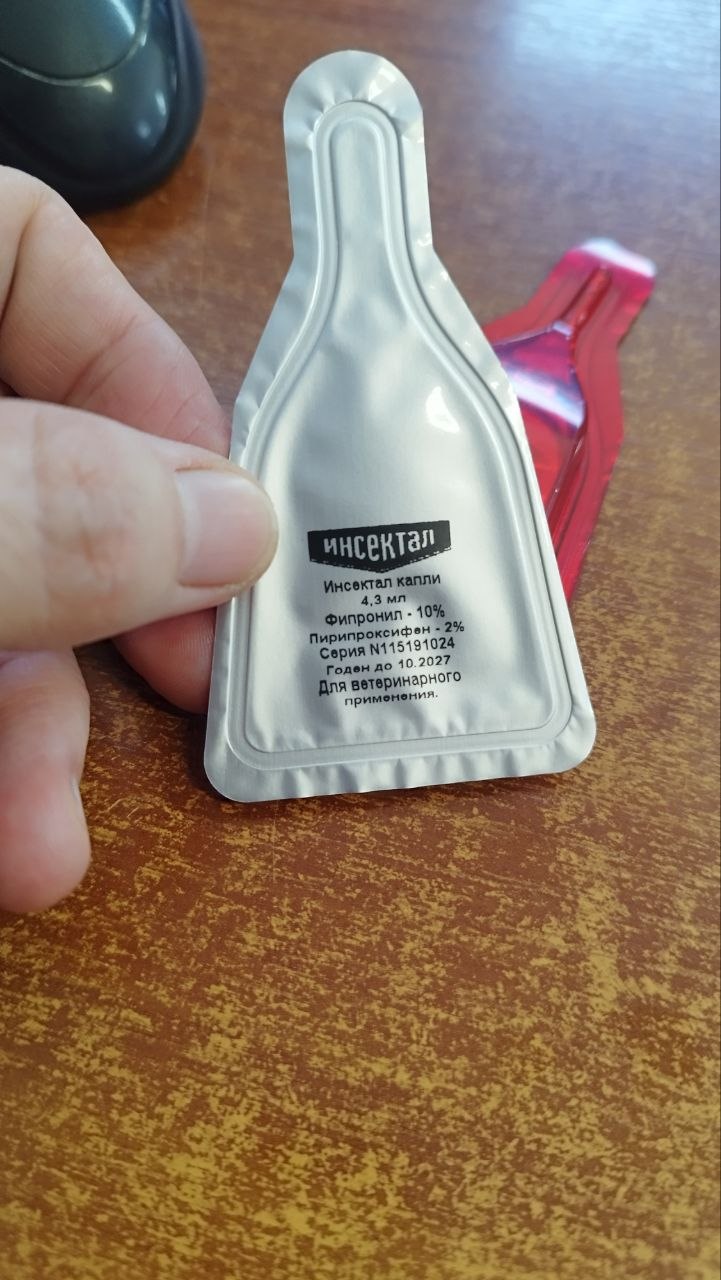 инсектал
Инсектал капли
4,3 мл
Фипронил - 10%
Пирипроксифен - 2%
Серия N115191024
Годен до 10.2027
Для ветеринарного
применения.